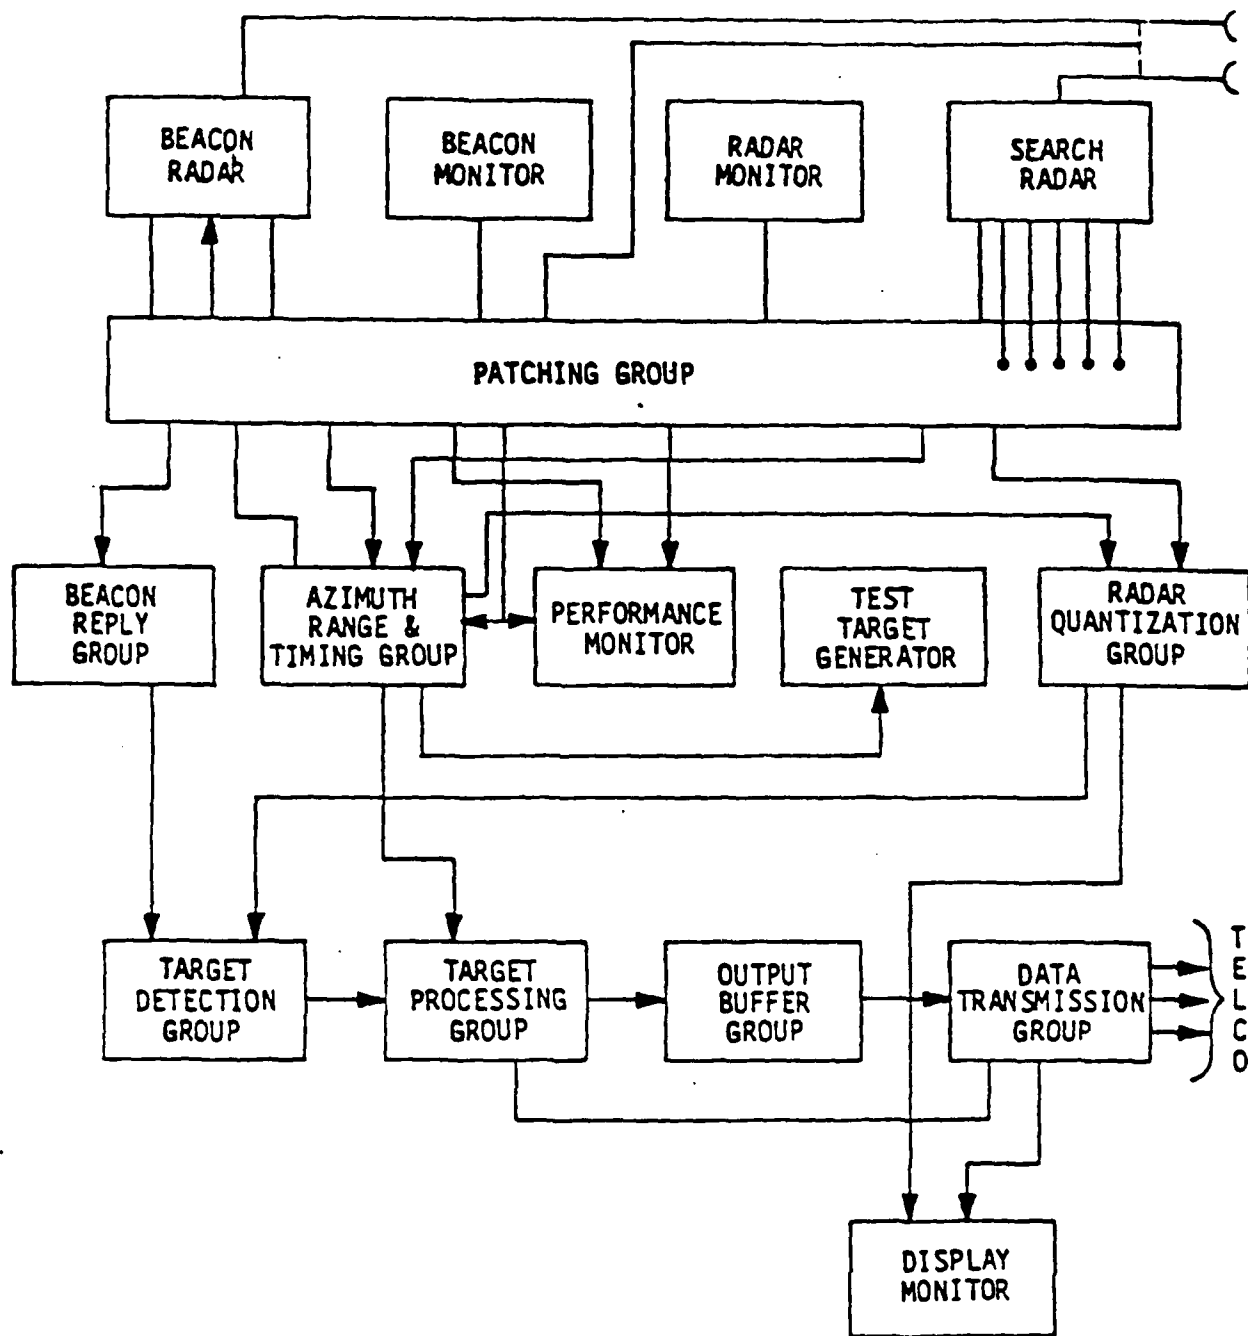 BEACON
RADAR
BEACON
MONITOR
RADAR
MONITOR
SEARCH
RADAR
PATCHING GROUP
BEACON
REPLY
GROUP
AZIMUTH
RANGE &
TIMING GROUP
PERFORMANCE
MONITOR
TEST
TARGET
GENERATOR
RADAR
QUANTIZATION
GROUP
TARGET
DETECTION
GROUP
TARGET
PROCESSING
GROUP
OUTPUT
BUFFER
GROUP
DATA
TRANSMISSION
GROUP
TELCO
DISPLAY
MONITOR